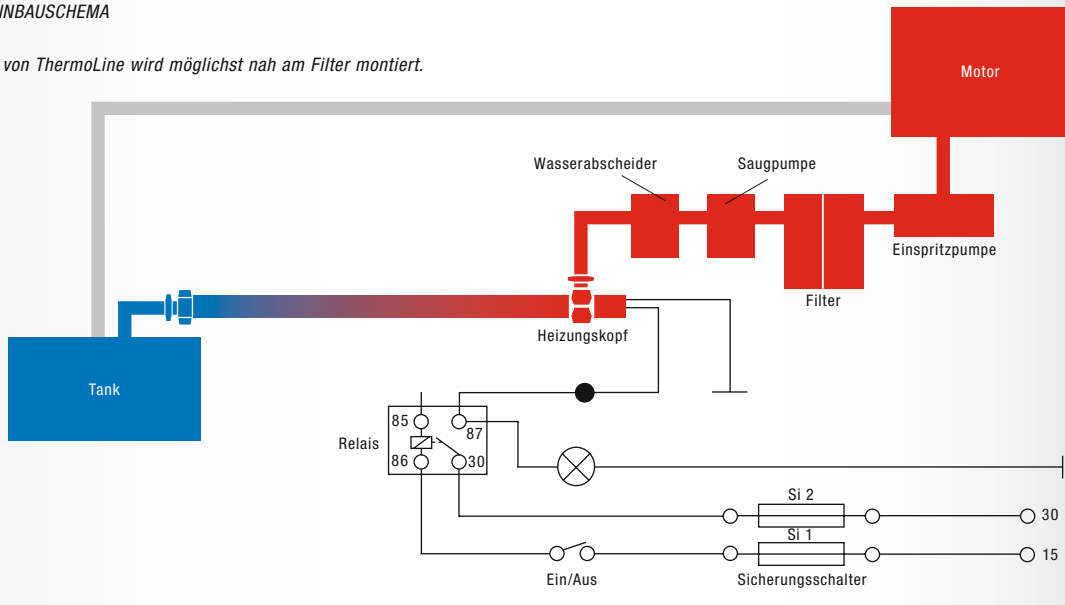 INBAUSCHEMA
von ThermoLine wird möglichst nah am Filter montiert.
Motor
Wasserabscheider
Saugpumpe
Einspritzpumpe
Filter
Heizungskopf
Tank
85
87
Relais
86
30
Si 2
30
Si 1
15
Ein/Aus
Sicherungsschalter